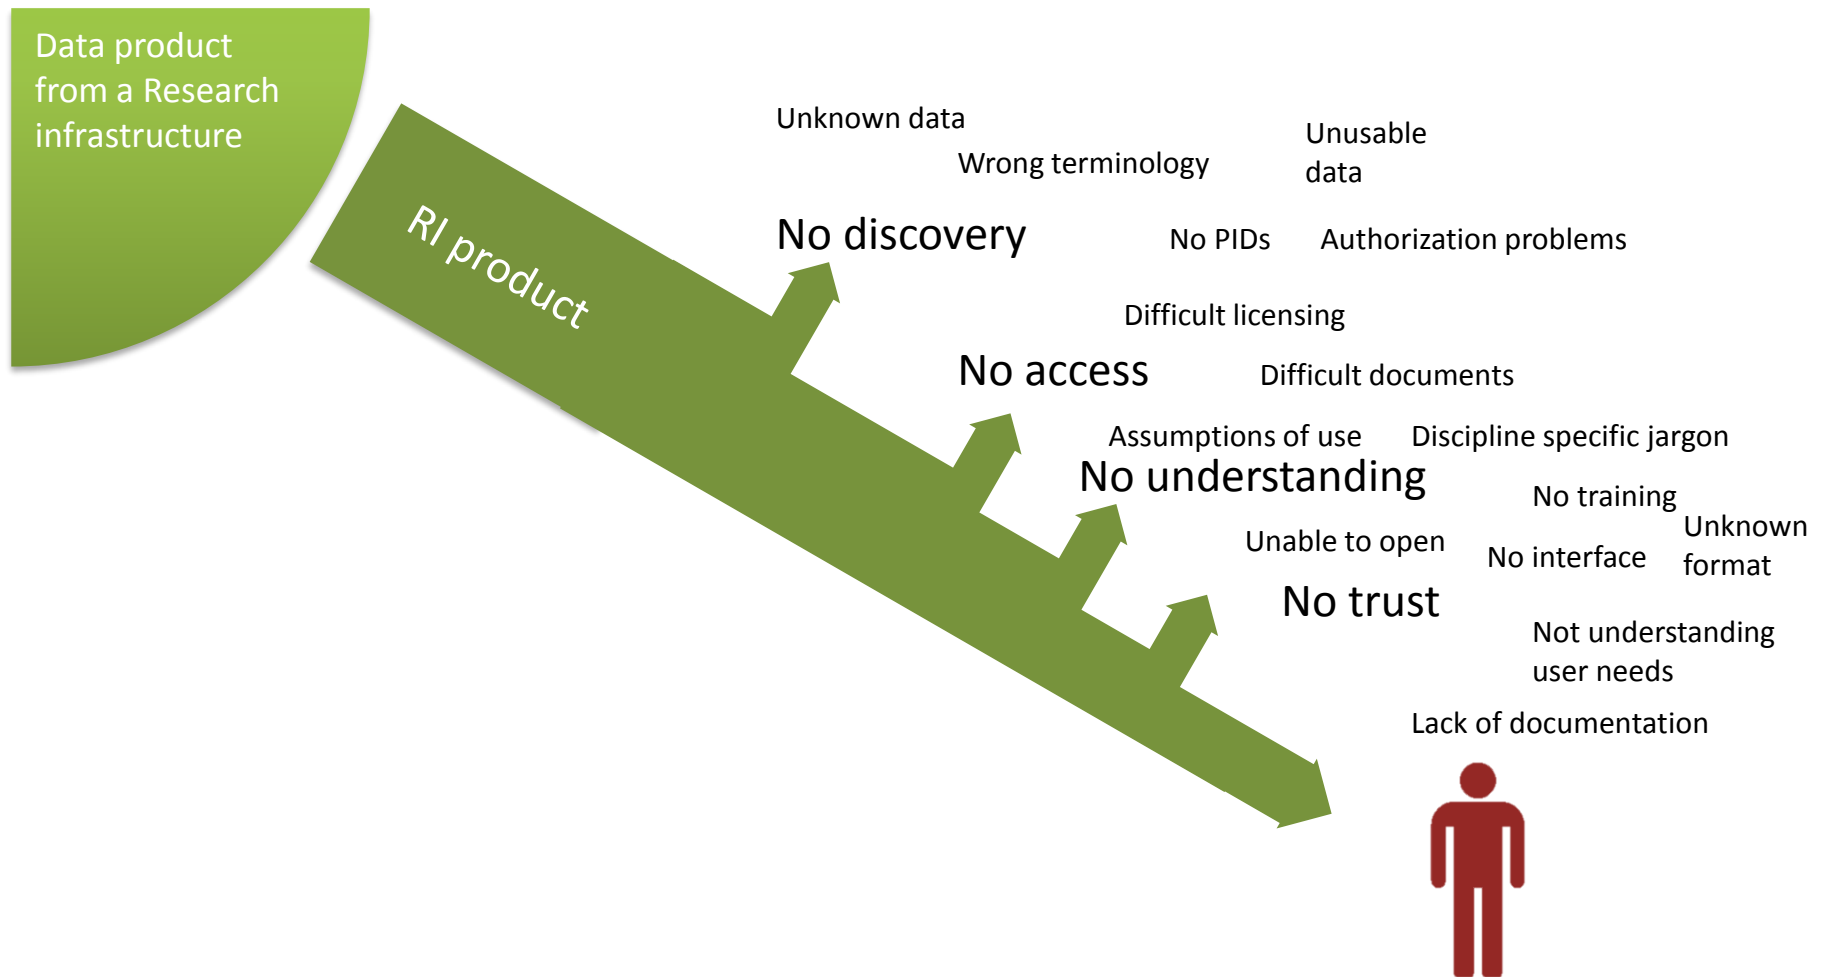 Data product
from a Research
infrastructure
RI product
Unknown data
Wrong terminology
Unusable
data
No discovery
No PIDs
Authorization problems
Difficult licensing
No access
Difficult documents
Assumptions of use
Discipline specific jargon
No understanding
No training
Unable to open
No interface
Unknown
format
No trust
Not understanding
user needs
Lack of documentation